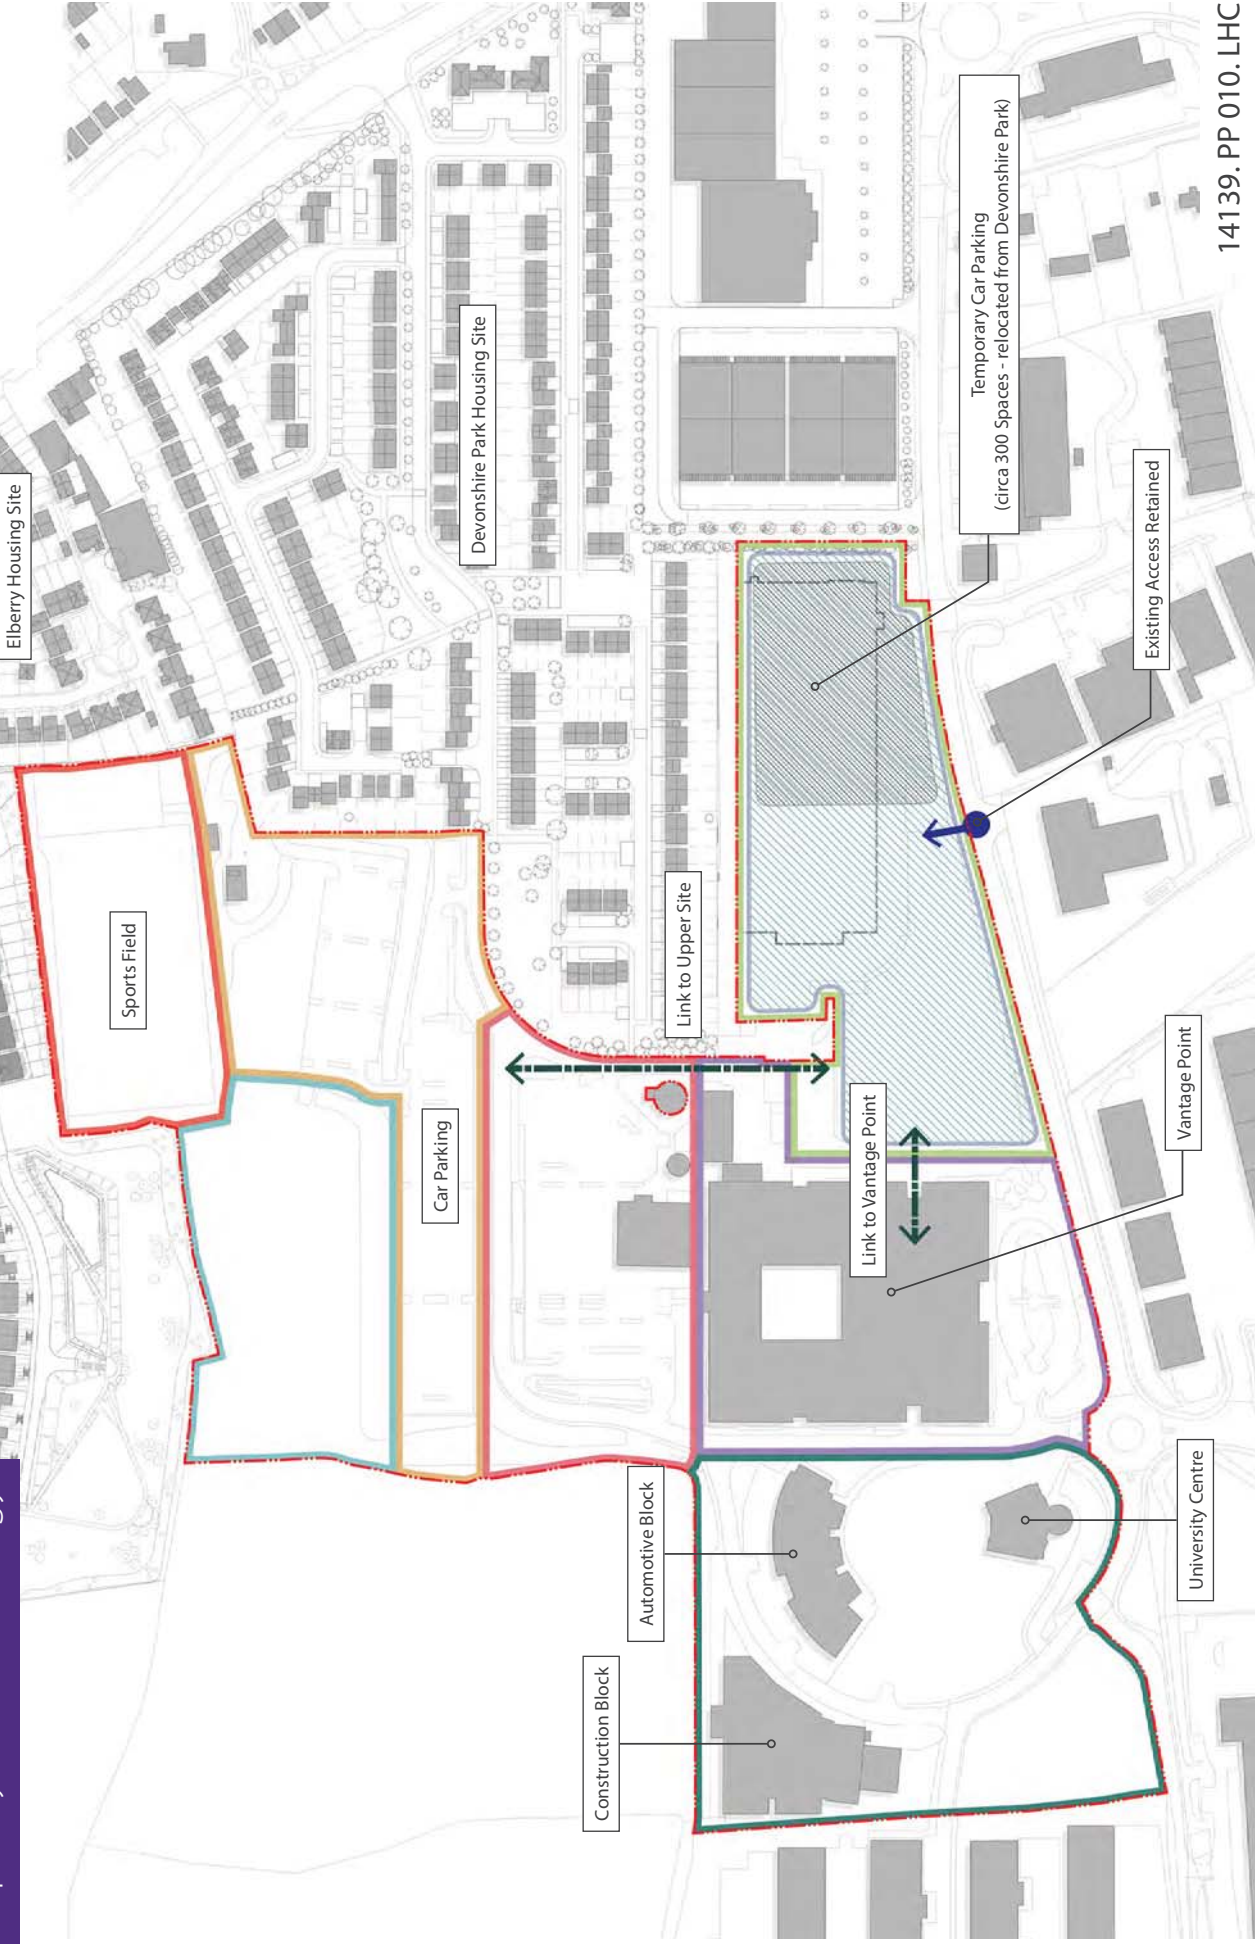 Elberry Housing Site
Sports Field
Devonshire Park Housing Site
Car Parking
Link to Upper Site
Automotive Block
Construction Block
Link to Vantage Point
Temporary Car Parking
(circa 300 Spaces - relocated from Devonshire Park)
Existing Access Retained
Vantage Point
University Centre
14139. PP 010. LHC